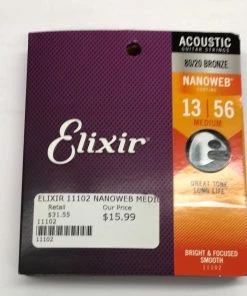 ACOUSTIC
GUITAR STRINGS
80/20 BRONZE
NANOWEB®
COATING
13 56
MEDIUM
Elixir
GREAT TONE
LONG LIFE
ELIXIR 11102 NANOWEB MEDI
Retail Our Price
$31.55 $15.99
11102
11102
BRIGHT & FOCUSED
SMOOTH
11102